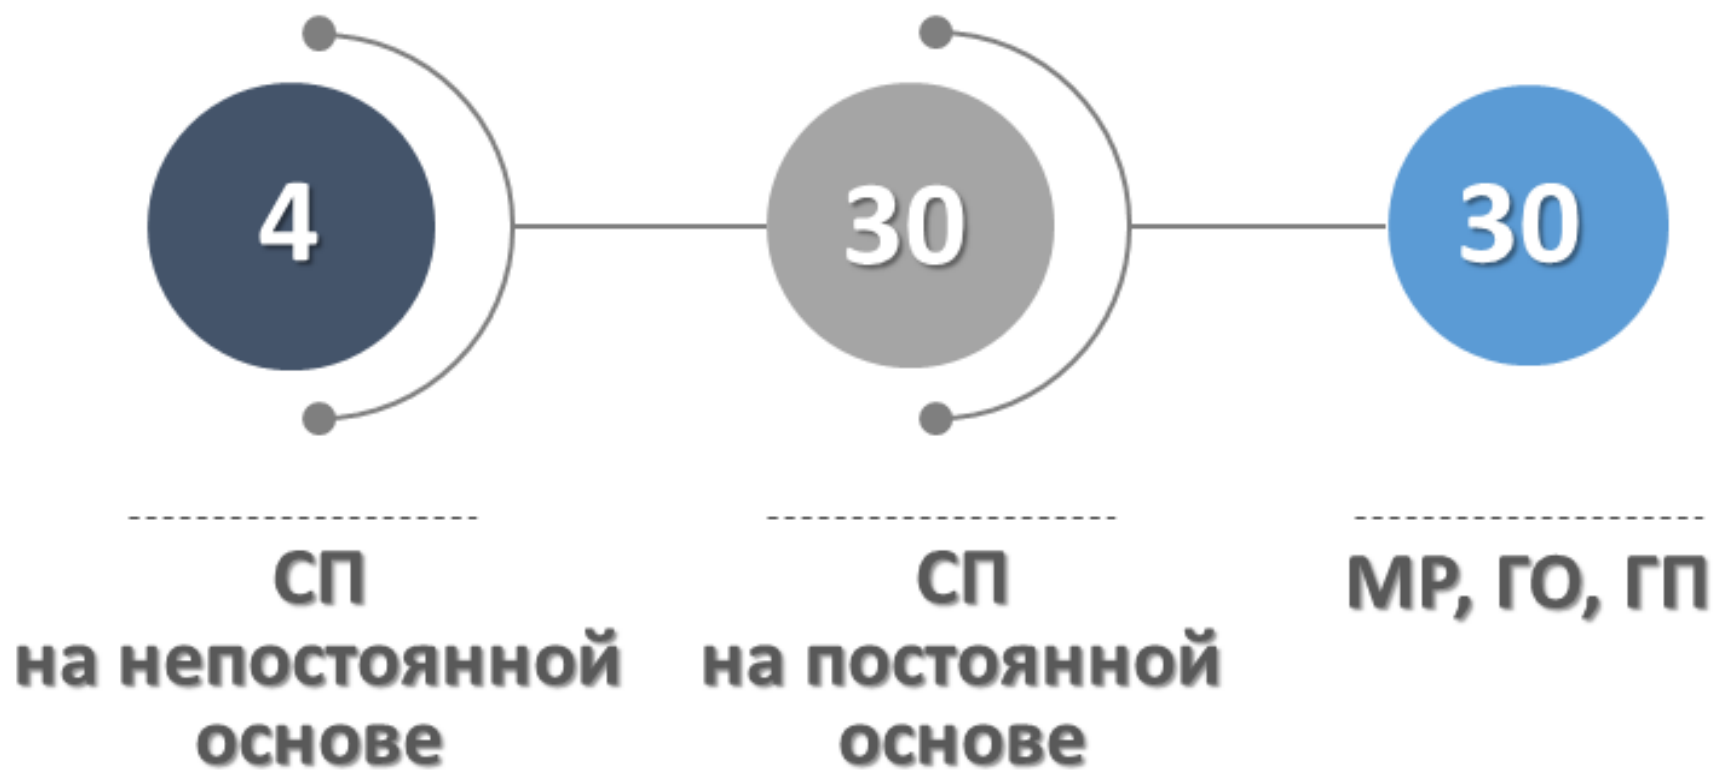 4
30
30
СП
на непостоянной
основе
СП
на постоянной
основе
МР, ГО, ГП